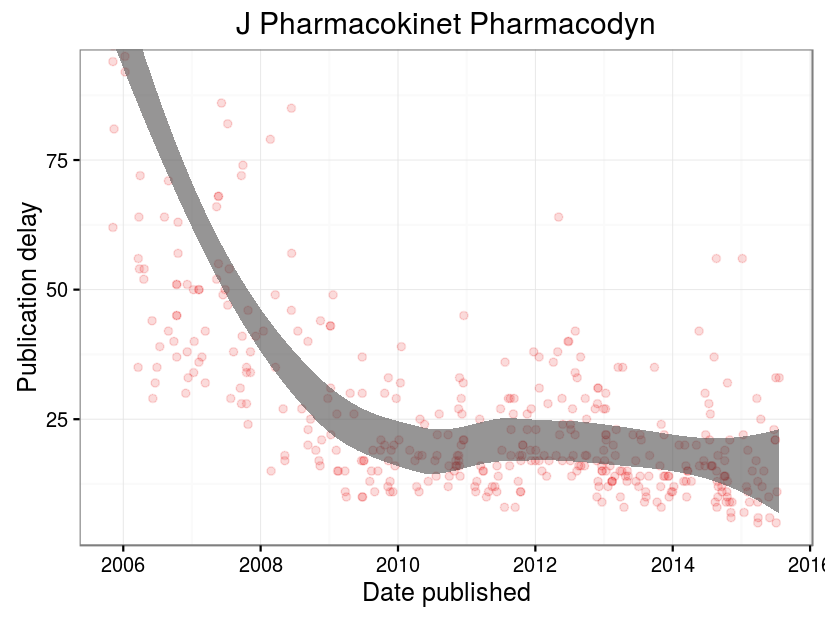 J Pharmacokinet Pharmacodyn
Publication delay
75
50
25
2006 2008 2010 2012 2014 2016
Date published